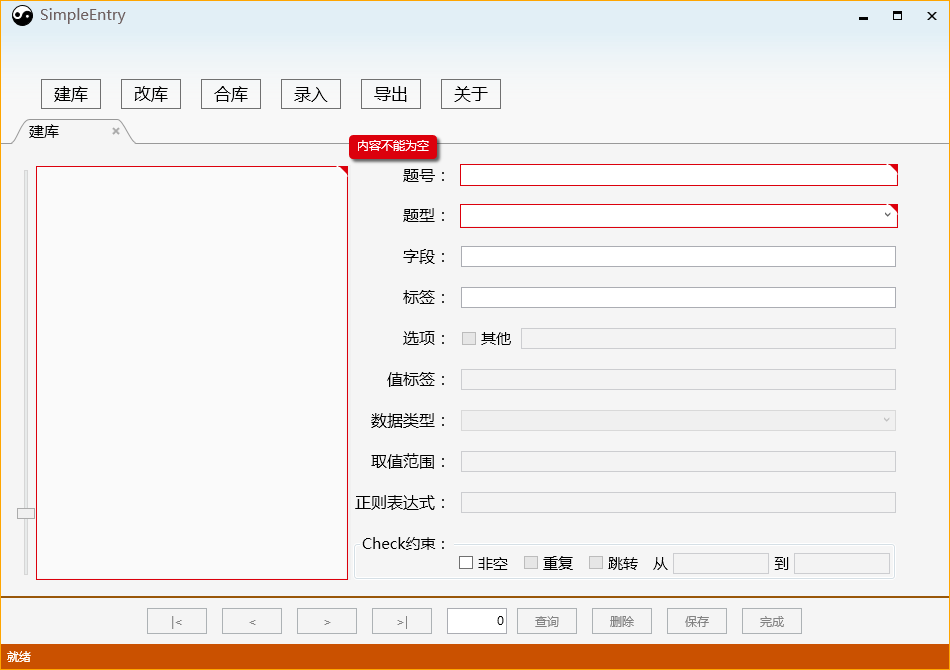 SimpleEntry
建库 改库 合库 录入 导出 关于
建库
内容不能为空
题号：
题型：
字段：
标签：
选项： 其他
值标签：
数据类型：
取值范围：
正则表达式：
Check约束：
非空 重复 跳转 从 到
|< < > >| 0 查询 删除 保存 完成
就绪